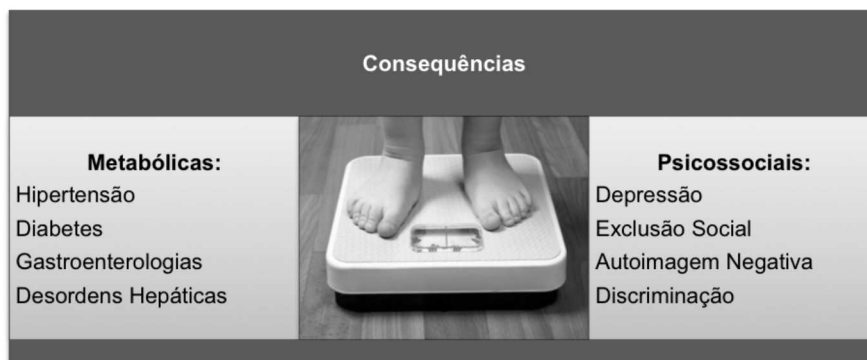 Consequências
Metabólicas:
Hipertensão
Diabetes
Gastroenterologias
Desordens Hepáticas
Psicossociais:
Depressão
Exclusão Social
Autoimagem Negativa
Discriminação